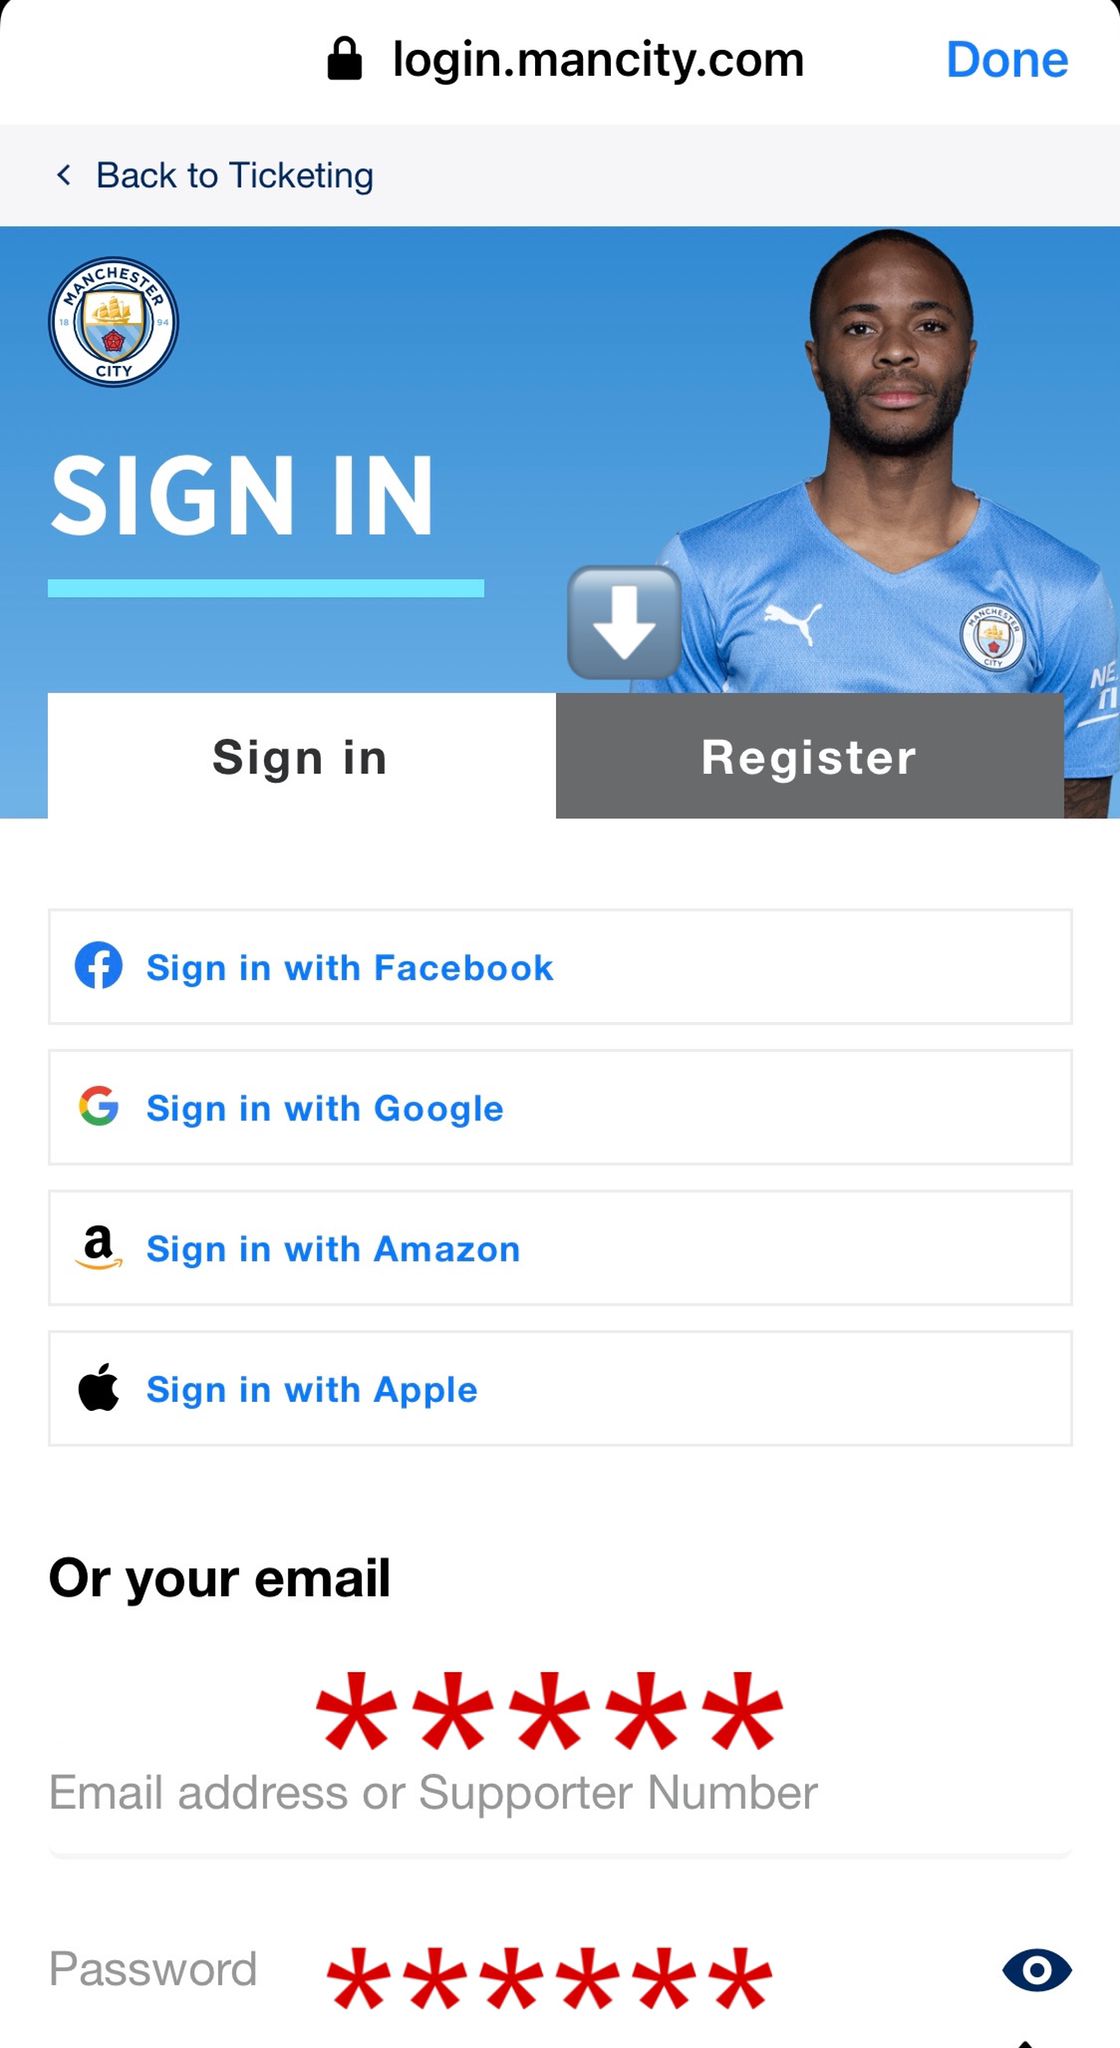 login.mancity.com
Done
Back to Ticketing
MANCHESTER
18 94
CITY
SIGN IN
MANCHESTER
CITY
Sign in
Register
Sign in with Facebook
Sign in with Google
a
Sign in with Amazon
Sign in with Apple
Or your email
*****
Email address or Supporter Number
Password ******